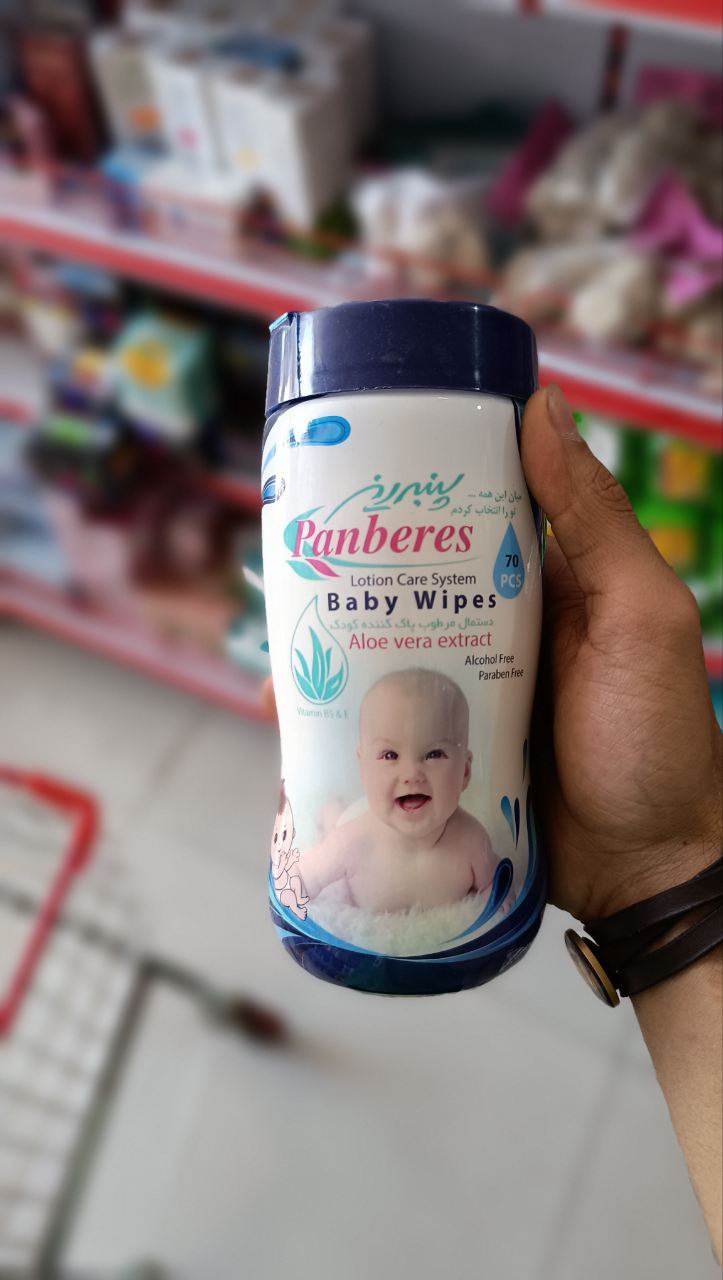 پنبه‌ریز
میان این همه ...
تو را انتخاب کردم
Panberes
70
PCS
Lotion Care System
Baby Wipes
دستمال مرطوب پاک کننده کودک
Aloe vera extract
Alcohol Free
Paraben Free
Vitamin B5 & E